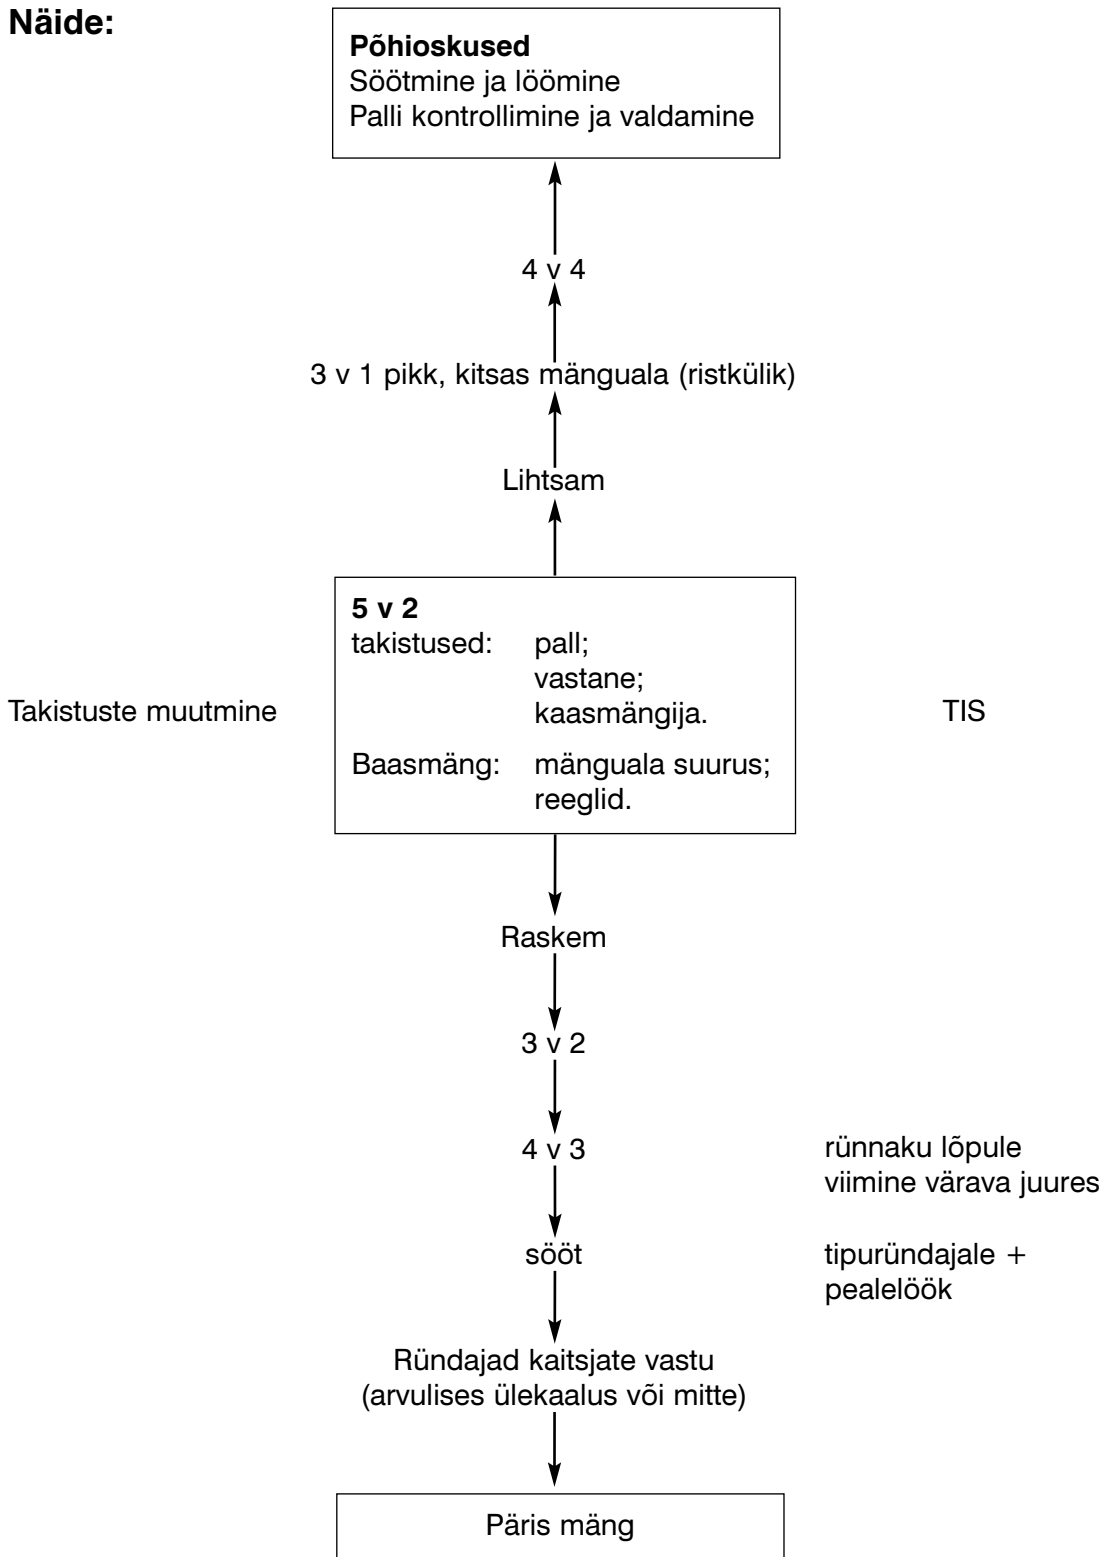 Näide:
Põhioskused
Söötmine ja löömine
Palli kontrollimine ja valdamine
4 v 4
3 v 1 pikk, kitsas mänguala (ristkülik)
Lihtsam
5 v 2
takistused: pall;
vastane;
kaasmängija.
Takistuste muutmine
TIS
Baasmäng: mänguala suurus;
reeglid.
Raskem
3 v 2
4 v 3
rünnaku lõpule
viimine värava juures
sööt
tipuründajale +
pealelöök
Ründajad kaitsjate vastu
(arvulises ülekaalus või mitte)
Päris mäng